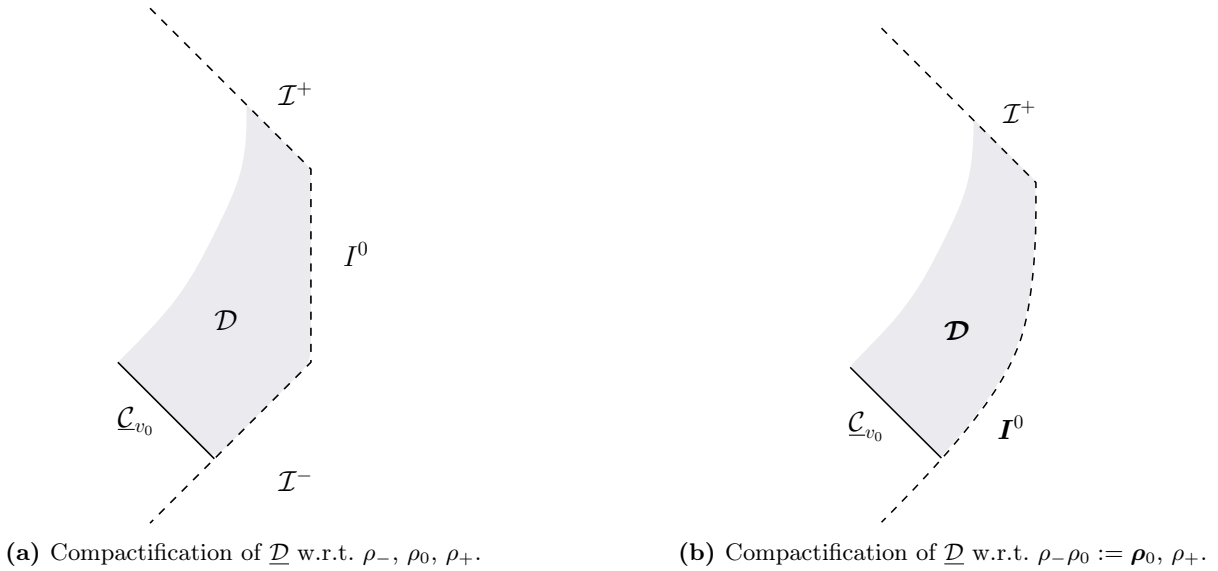 𝓘⁺
I⁰
𝒟
C̲_{v₀}
𝓘⁻
(a) Compactification of 𝒟̲ w.r.t. ρ₋, ρ₀, ρ₊.
𝓘⁺
𝓓
C̲_{v₀}
𝑰⁰
(b) Compactification of 𝒟̲ w.r.t. ρ₋ρ₀ := 𝝆₀, ρ₊.